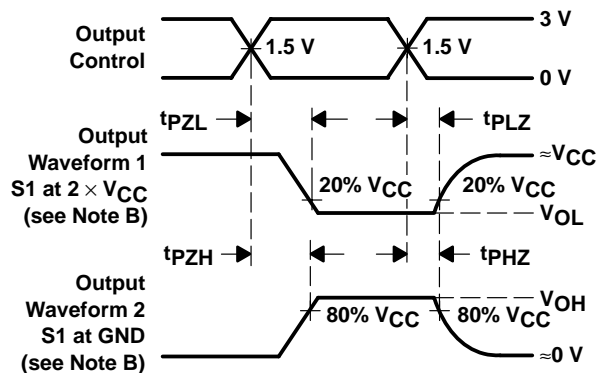 3 V
Output
Control
1.5 V
1.5 V
0 V
tPZL
tPLZ
Output
Waveform 1
S1 at 2 × VCC
(see Note B)
≈VCC
20% VCC
20% VCC
VOL
tPZH
tPHZ
Output
Waveform 2
S1 at GND
(see Note B)
VOH
80% VCC
80% VCC
≈0 V